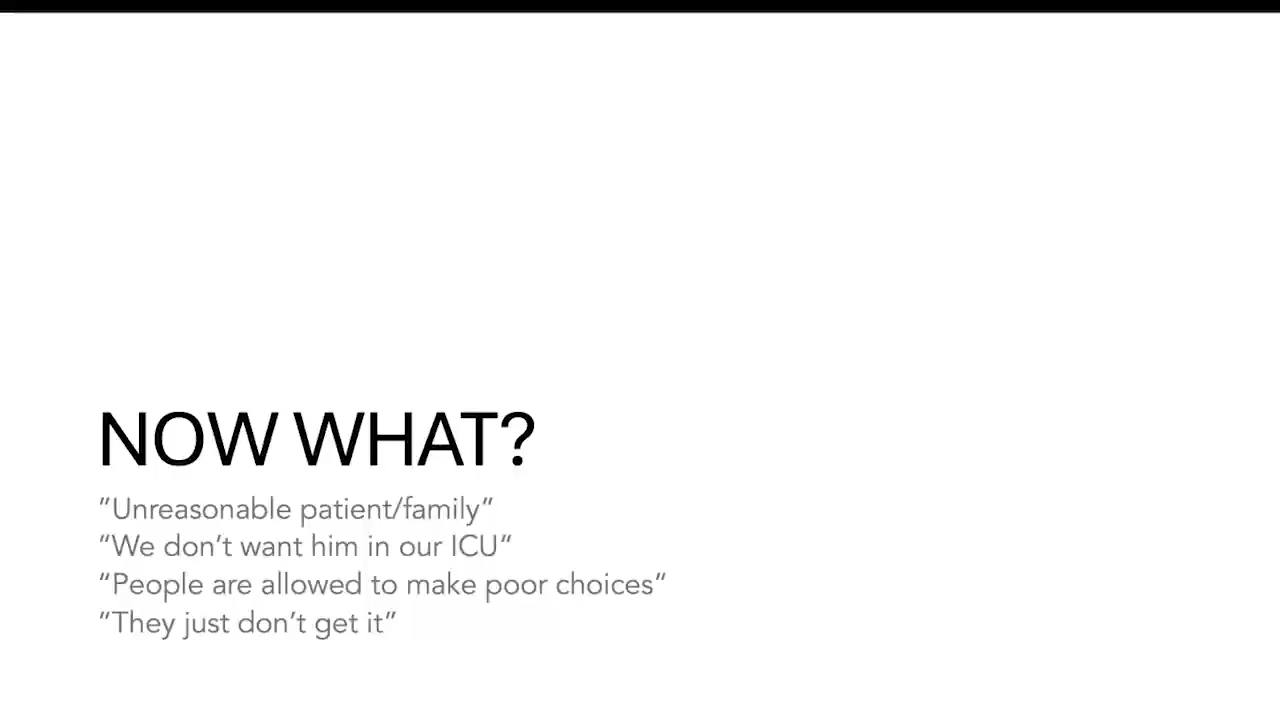 NOW WHAT?
”Unreasonable patient/family”
“We don’t want him in our ICU”
“People are allowed to make poor choices”
“They just don’t get it”